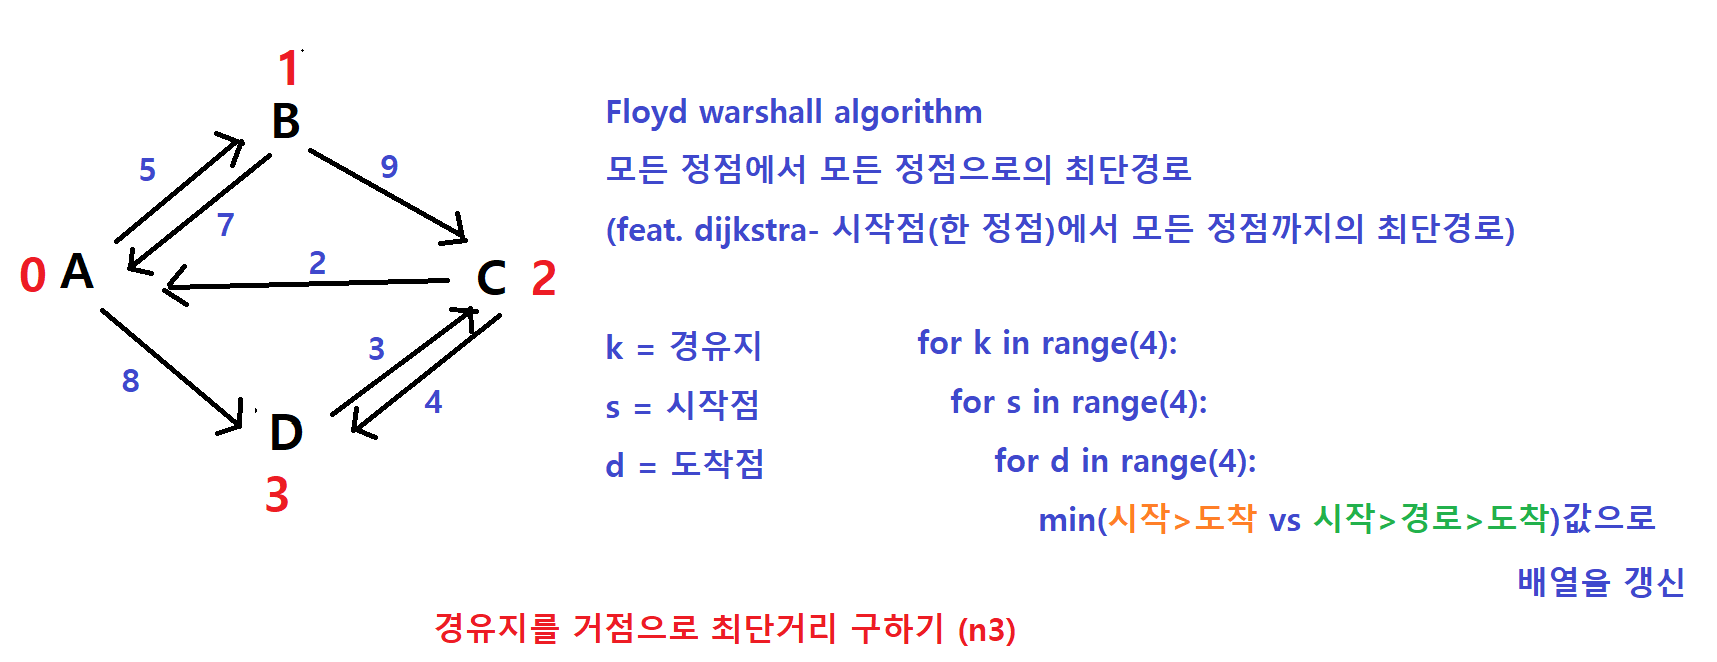 1
B
5
9
7
0 A
2
C 2
8
3
4
D
3
Floyd warshall algorithm
모든 정점에서 모든 정점으로의 최단경로
(feat. dijkstra- 시작점(한 정점)에서 모든 정점까지의 최단경로)
k = 경유지
s = 시작점
d = 도착점
for k in range(4):
for s in range(4):
for d in range(4):
min(시작>도착 vs 시작>경로>도착)값으로
배열을 갱신
경유지를 거점으로 최단거리 구하기 (n3)